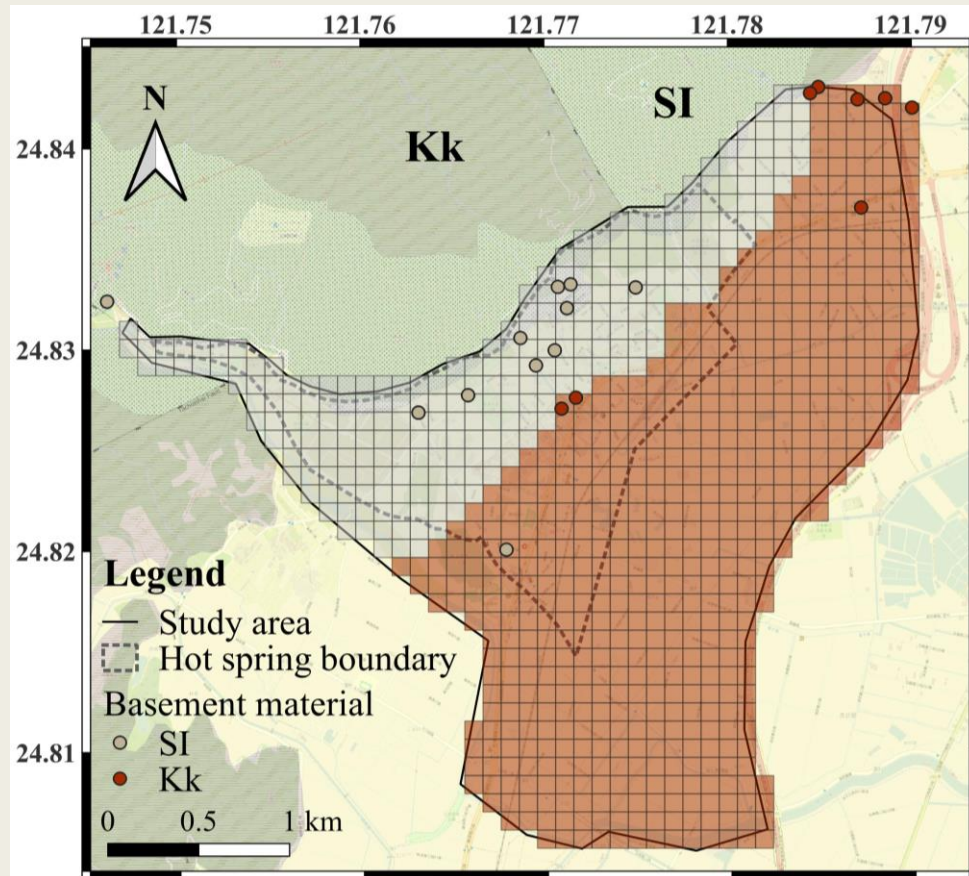 121.75 121.76 121.77 121.78 121.79
N
SI
Kk
24.84
24.83
24.82
24.81
Legend
Study area
Hot spring boundary
Basement material
SI
Kk
0 0.5 1 km